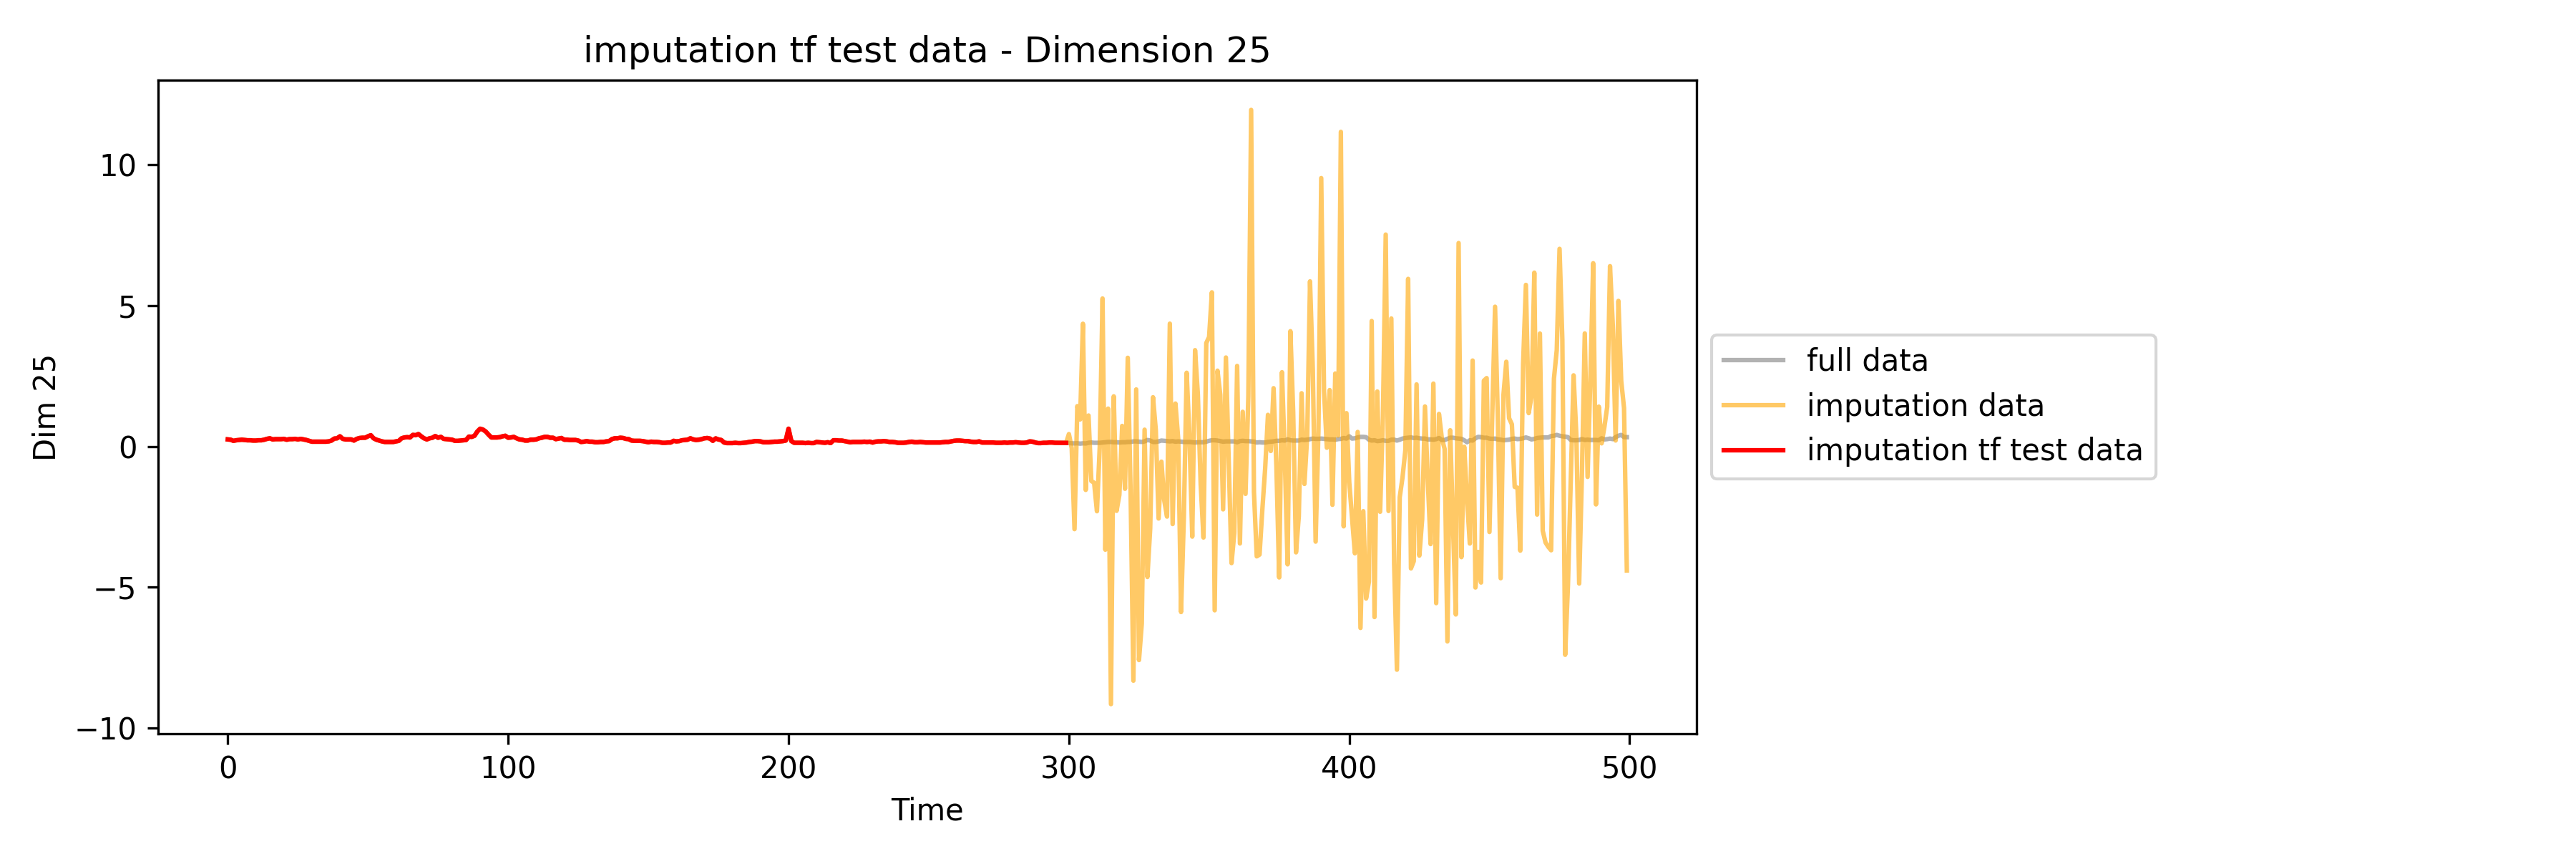 imputation tf test data - Dimension 25
Dim 25
10
5
0
−5
−10
0 100 200 300 400 500
Time
full data
imputation data
imputation tf test data